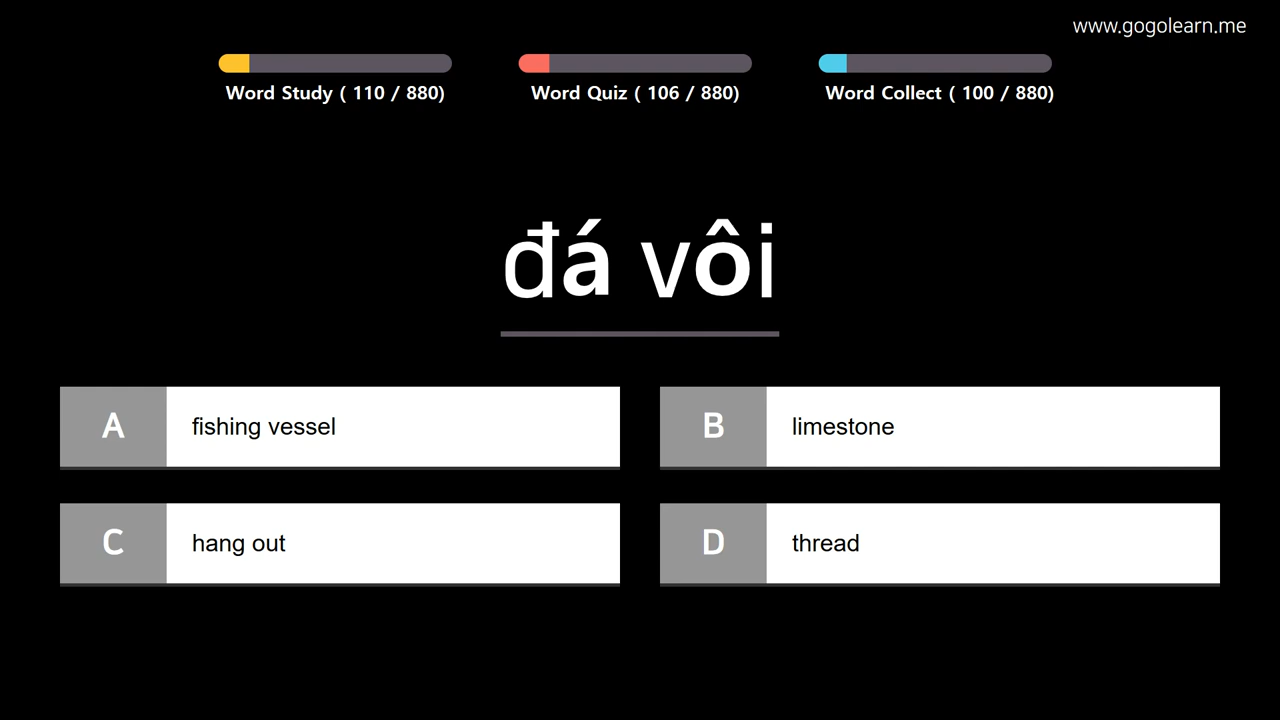 www.gogolearn.me
Word Study ( 110 / 880)
Word Quiz ( 106 / 880)
Word Collect ( 100 / 880)
đá vôi
A fishing vessel
B limestone
C hang out
D thread